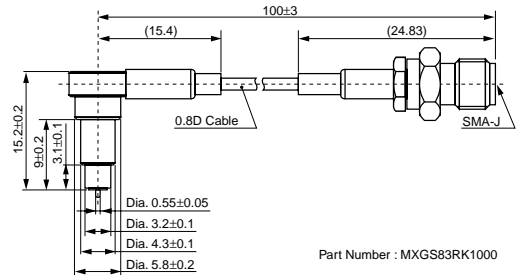 100±3
(15.4)
(24.83)
15.2±0.2
9±0.2
3.1±0.1
0.8D Cable
SMA-J
Dia. 0.55±0.05
Dia. 3.2±0.1
Dia. 4.3±0.1
Dia. 5.8±0.2
Part Number : MXGS83RK1000